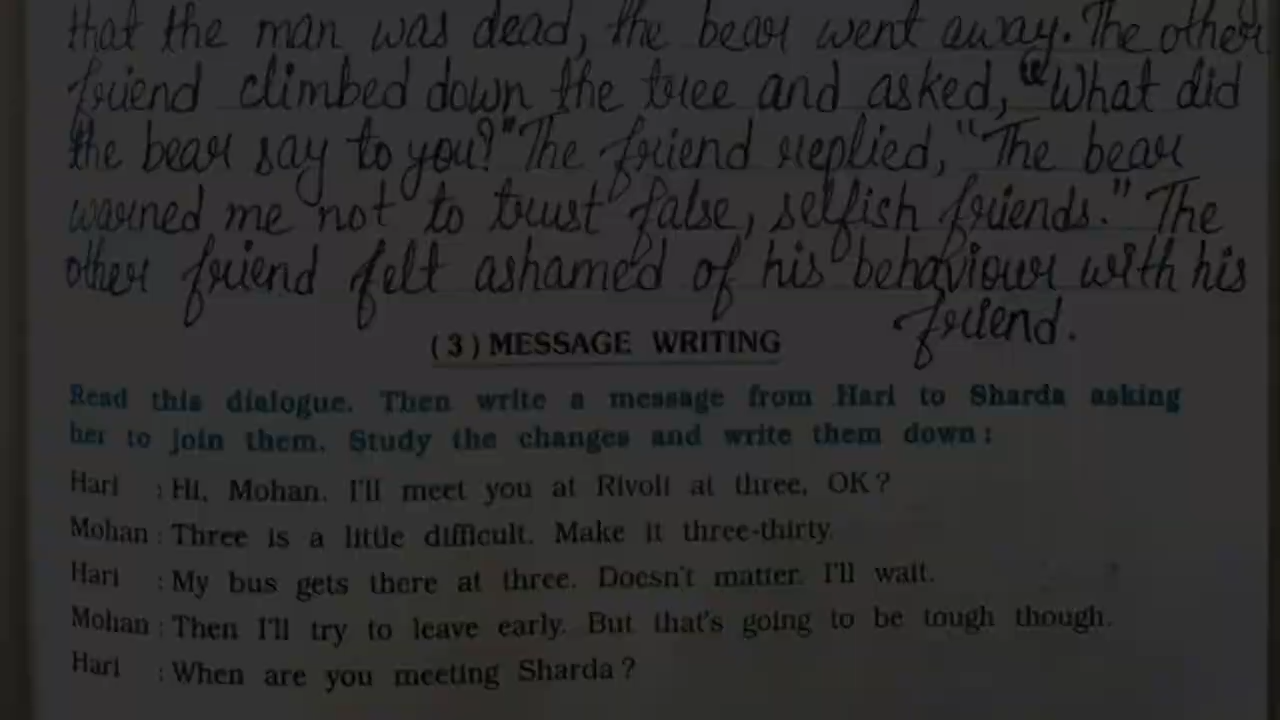 that the man was dead, the bear went away. The other
friend climbed down the tree and asked, "What did
the bear say to you?" The friend replied, "The bear
warned me not to trust false, selfish friends." The
other friend felt ashamed of his behaviour with his
friend.
(3) MESSAGE WRITING
Read this dialogue. Then write a message from Hari to Sharda asking
her to join them. Study the changes and write them down :
Hari : Hi, Mohan. I'll meet you at Rivoli at three, OK ?
Mohan : Three is a little difficult. Make it three-thirty.
Hari : My bus gets there at three. Doesn't matter. I'll wait.
Mohan : Then I'll try to leave early. But that's going to be tough though.
Hari : When are you meeting Sharda ?